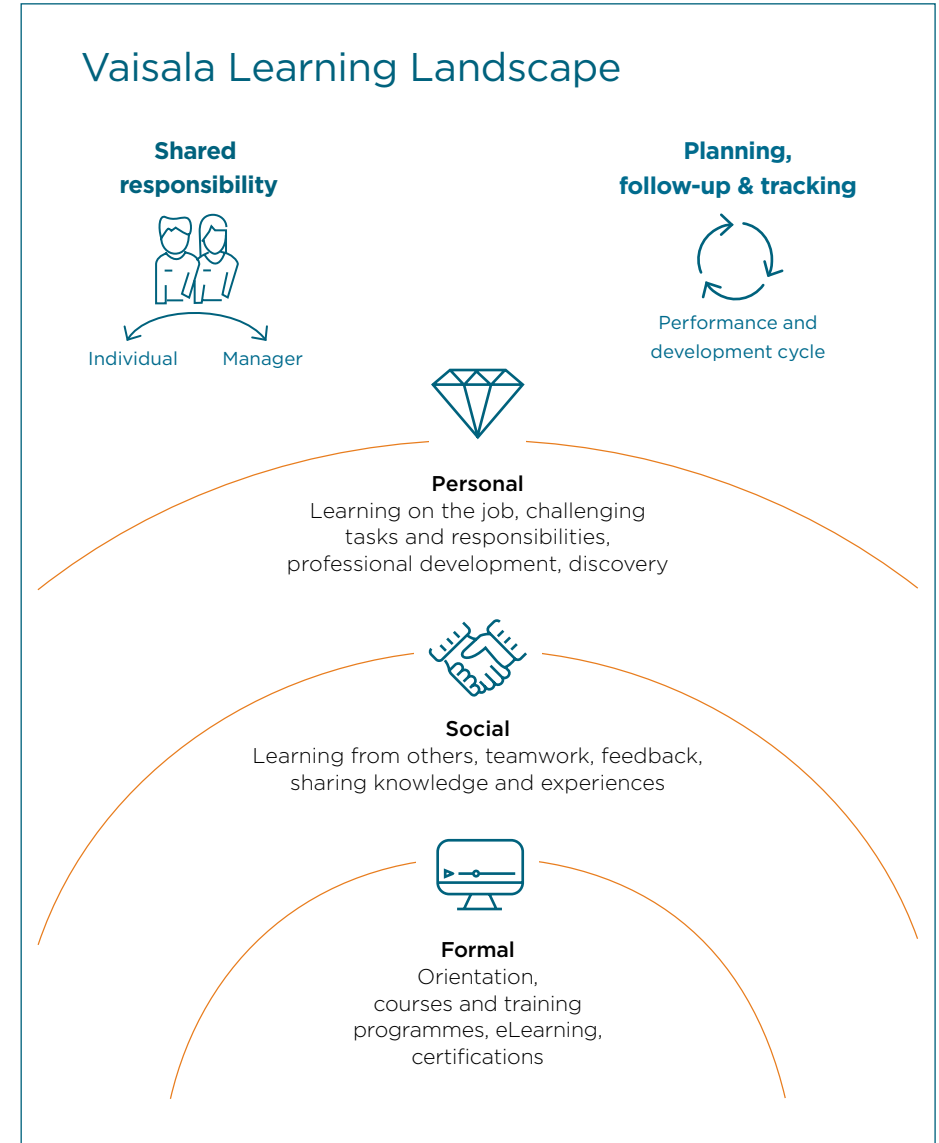 Vaisala Learning Landscape
Shared
responsibility
Individual
Manager
Planning,
follow-up & tracking
Performance and
development cycle
Personal
Learning on the job, challenging
tasks and responsibilities,
professional development, discovery
Social
Learning from others, teamwork, feedback,
sharing knowledge and experiences
Formal
Orientation,
courses and training
programmes, eLearning,
certifications